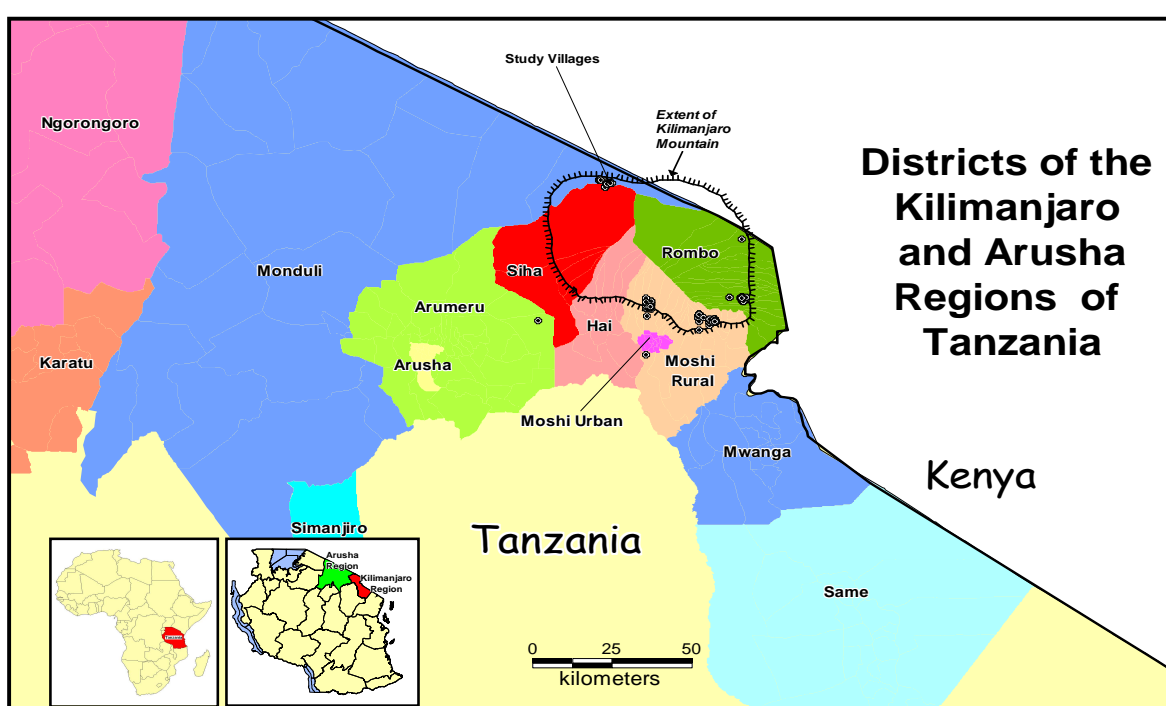 Study Villages
Extent of
Kilimanjaro
Mountain
Districts of the
Kilimanjaro
and Arusha
Regions of
Tanzania
Ngorongoro
Monduli
Siha
Rombo
Arumeru
Hai
Karatu
Arusha
Moshi
Rural
Moshi Urban
Mwanga
Kenya
Simanjiro
Tanzania
Same
Arusha
Region
Kilimanjaro
Region
Tanzania
0 25 50
kilometers